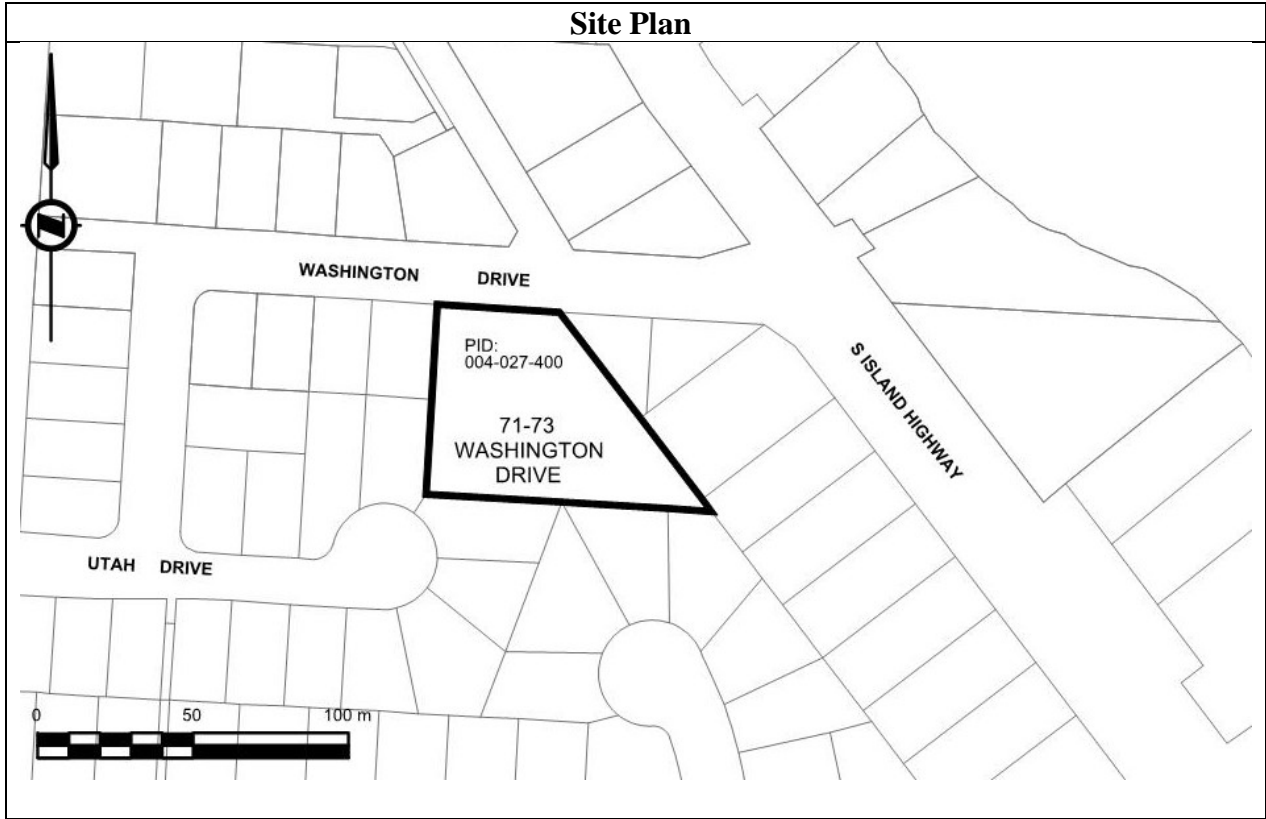 Site Plan
WASHINGTON DRIVE
PID:
004-027-400
71-73
WASHINGTON
DRIVE
S ISLAND HIGHWAY
N
UTAH DRIVE
0 50 100 m